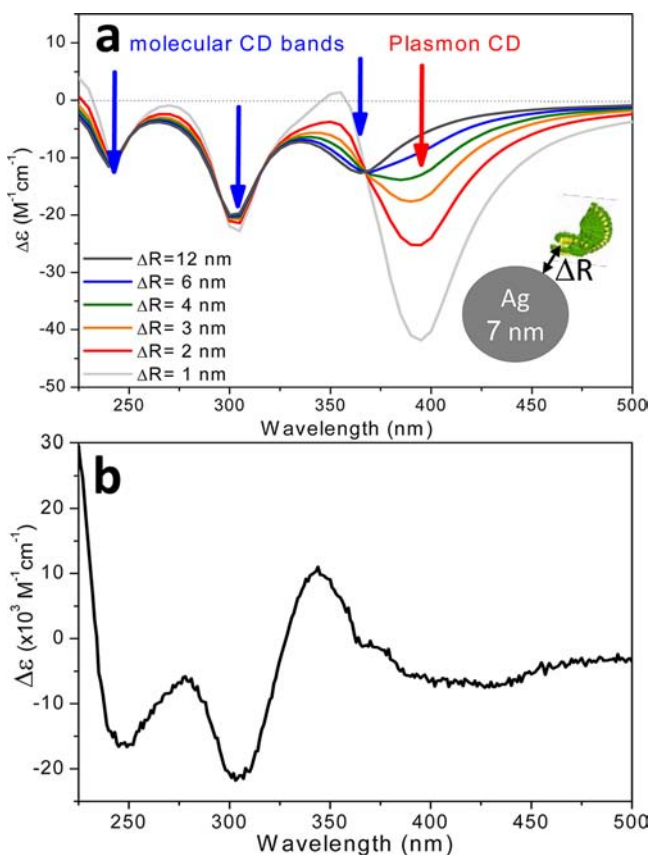 a
molecular CD bands
Plasmon CD
0
-10
-20
-30
-40
-50
Δε (M⁻¹cm⁻¹)
ΔR=12 nm
ΔR= 6 nm
ΔR= 4 nm
ΔR= 3 nm
ΔR= 2 nm
ΔR= 1 nm
ΔR
Ag
7 nm
250 300 350 400 450 500
Wavelength (nm)
b
30
20
10
0
-10
-20
Δε (x10³ M⁻¹cm⁻¹)
250 300 350 400 450 500
Wavelength (nm)